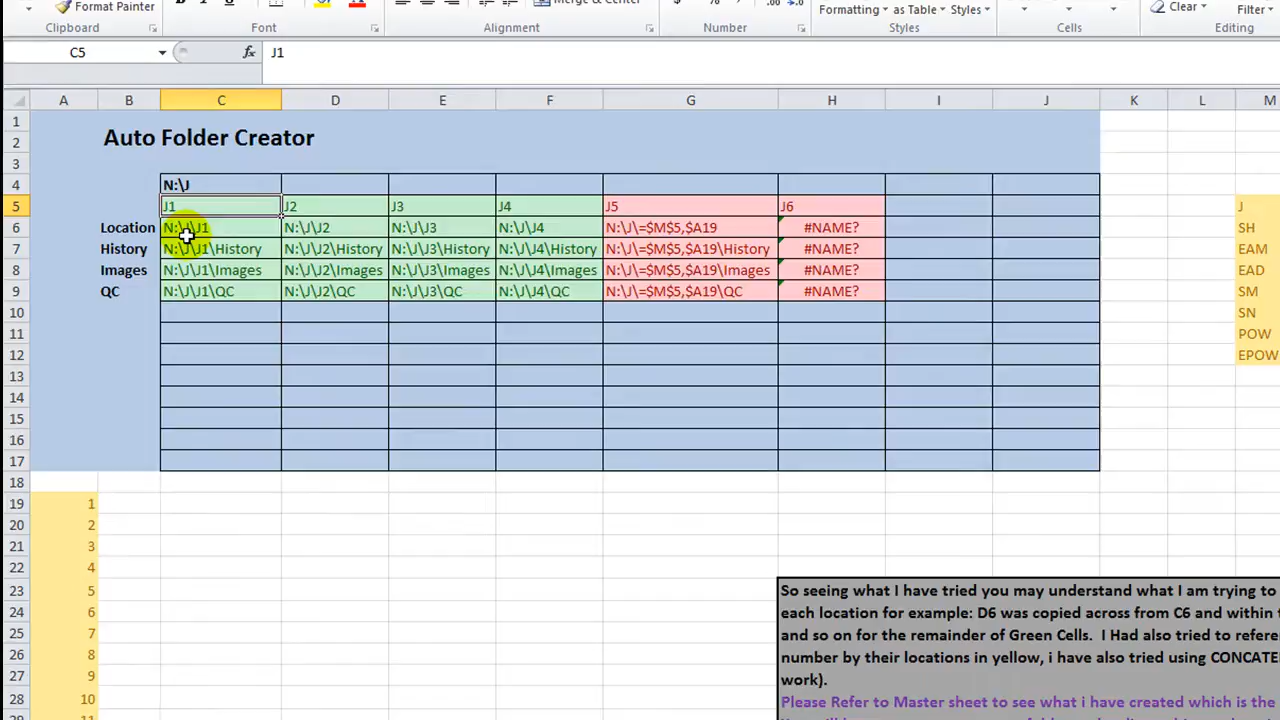 Format Painter Merge & Center $ % Formatting as Table Styles Clear Filter
Clipboard Font Alignment Number Styles Cells Editing
C5 fx J1
A B C D E F G H I J K L M
1
2 Auto Folder Creator
3
4 N:\J
5 J1 J2 J3 J4 J5 J6 J
6 Location N:\J\J1 N:\J\J2 N:\J\J3 N:\J\J4 N:\J\=$M$5,$A19 #NAME? SH
7 History N:\J\J1\History N:\J\J2\History N:\J\J3\History N:\J\J4\History N:\J\=$M$5,$A19\History #NAME? EAM
8 Images N:\J\J1\Images N:\J\J2\Images N:\J\J3\Images N:\J\J4\Images N:\J\=$M$5,$A19\Images #NAME? EAD
9 QC N:\J\J1\QC N:\J\J2\QC N:\J\J3\QC N:\J\J4\QC N:\J\=$M$5,$A19\QC #NAME? SM
10 SN
11 POW
12 EPOW
13
14
15
16
17
18
19 1
20 2
21 3
22 4
23 5
24 6
25 7
26 8
27 9
28 10
So seeing what I have tried you may understand what I am trying to
each location for example: D6 was copied across from C6 and within
and so on for the remainder of Green Cells. I Had also tried to
number by their locations in yellow, i have also tried using
work).
Please Refer to Master sheet to see what i have created which is the